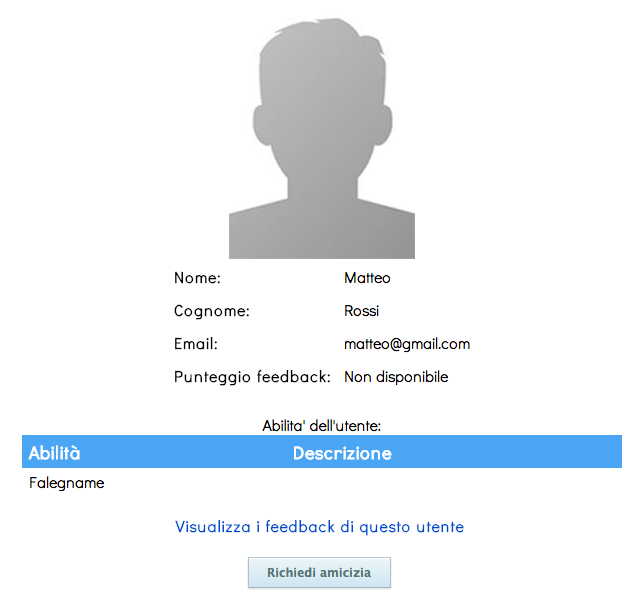 Nome: Matteo
Cognome: Rossi
Email: matteo@gmail.com
Punteggio feedback: Non disponibile
Abilita' dell'utente:
Abilità Descrizione
Falegname
Visualizza i feedback di questo utente
Richiedi amicizia